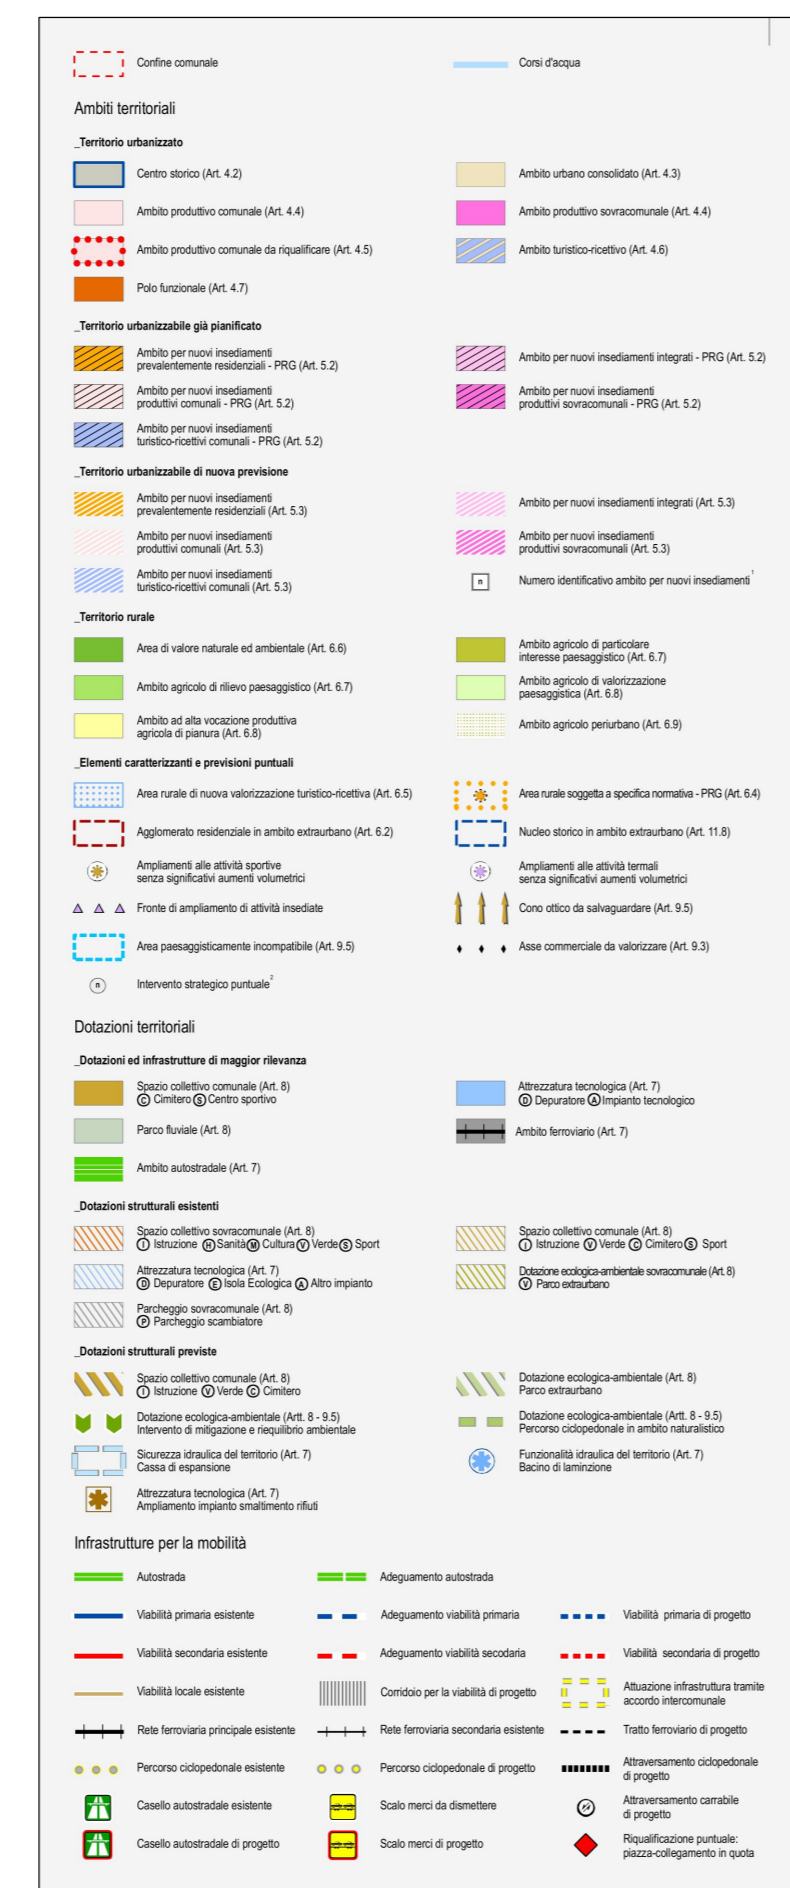 Confine comunale
Corsi d'acqua
Ambiti territoriali
_Territorio urbanizzato
Centro storico (Art. 4.2)
Ambito urbano consolidato (Art. 4.3)
Ambito produttivo comunale (Art. 4.4)
Ambito produttivo sovracomunale (Art. 4.4)
Ambito produttivo comunale da riqualificare (Art. 4.5)
Ambito turistico-ricettivo (Art. 4.6)
Polo funzionale (Art. 4.7)
_Territorio urbanizzabile già pianificato
Ambito per nuovi insediamenti
prevalentemente residenziali - PRG (Art. 5.2)
Ambito per nuovi insediamenti integrati - PRG (Art. 5.2)
Ambito per nuovi insediamenti
produttivi comunali - PRG (Art. 5.2)
Ambito per nuovi insediamenti
produttivi sovracomunali - PRG (Art. 5.2)
Ambito per nuovi insediamenti
turistico-ricettivi comunali - PRG (Art. 5.2)
_Territorio urbanizzabile di nuova previsione
Ambito per nuovi insediamenti
prevalentemente residenziali (Art. 5.3)
Ambito per nuovi insediamenti integrati (Art. 5.3)
Ambito per nuovi insediamenti
produttivi comunali (Art. 5.3)
Ambito per nuovi insediamenti
produttivi sovracomunali (Art. 5.3)
Ambito per nuovi insediamenti
turistico-ricettivi comunali (Art. 5.3)
n Numero identificativo ambito per nuovi insediamenti 1
_Territorio rurale
Area di valore naturale ed ambientale (Art. 6.6)
Ambito agricolo di particolare
interesse paesaggistico (Art. 6.7)
Ambito agricolo di rilievo paesaggistico (Art. 6.7)
Ambito agricolo di valorizzazione
paesaggistica (Art. 6.8)
Ambito ad alta vocazione produttiva
agricola di pianura (Art. 6.8)
Ambito agricolo periurbano (Art. 6.9)
_Elementi caratterizzanti e previsioni puntuali
Area rurale di nuova valorizzazione turistico-ricettiva (Art. 6.5)
Area rurale soggetta a specifica normativa - PRG (Art. 6.4)
Agglomerato residenziale in ambito extraurbano (Art. 6.2)
Nucleo storico in ambito extraurbano (Art. 11.8)
Ampliamenti alle attività sportive
senza significativi aumenti volumetrici
Ampliamenti alle attività termali
senza significativi aumenti volumetrici
Fronte di ampliamento di attività insediate
Cono ottico da salvaguardare (Art. 9.5)
Area paesaggisticamente incompatibile (Art. 9.5)
Asse commerciale da valorizzare (Art. 9.3)
n Intervento strategico puntuale 2
Dotazioni territoriali
_Dotazioni ed infrastrutture di maggior rilevanza
Spazio collettivo comunale (Art. 8)
C Cimitero S Centro sportivo
Attrezzatura tecnologica (Art. 7)
D Depuratore A Impianto tecnologico
Parco fluviale (Art. 8)
Ambito ferroviario (Art. 7)
Ambito autostradale (Art. 7)
_Dotazioni strutturali esistenti
Spazio collettivo sovracomunale (Art. 8)
I Istruzione H Sanità M Cultura V Verde S Sport
Spazio collettivo comunale (Art. 8)
I Istruzione V Verde C Cimitero S Sport
Attrezzatura tecnologica (Art. 7)
D Depuratore E Isola Ecologica A Altro impianto
Dotazione ecologica-ambientale sovracomunale (Art. 8)
V Parco extraurbano
Parcheggio sovracomunale (Art. 8)
P Parcheggio scambiatore
_Dotazioni strutturali previste
Spazio collettivo comunale (Art. 8)
I Istruzione V Verde C Cimitero
Dotazione ecologica-ambientale (Art. 8)
Parco extraurbano
Dotazione ecologica-ambientale (Artt. 8 - 9.5)
Intervento di mitigazione e riequilibrio ambientale
Dotazione ecologica-ambientale (Artt. 8 - 9.5)
Percorso ciclopedonale in ambito naturalistico
Sicurezza idraulica del territorio (Art. 7)
Cassa di espansione
Funzionalità idraulica del territorio (Art. 7)
Bacino di laminzione
Attrezzatura tecnologica (Art. 7)
Ampliamento impianto smaltimento rifiuti
Infrastrutture per la mobilità
Autostrada
Adeguamento autostrada
Viabilità primaria esistente
Adeguamento viabilità primaria
Viabilità primaria di progetto
Viabilità secondaria esistente
Adeguamento viabilità secodaria
Viabilità secondaria di progetto
Viabilità locale esistente
Corridoio per la viabilità di progetto
Attuazione infrastruttura tramite
accordo intercomunale
Rete ferroviaria principale esistente
Rete ferroviaria secondaria esistente
Tratto ferroviario di progetto
Percorso ciclopedonale esistente
Percorso ciclopedonale di progetto
Attraversamento ciclopedonale
di progetto
Casello autostradale esistente
Scalo merci da dismettere
Attraversamento carrabile
di progetto
Casello autostradale di progetto
Scalo merci di progetto
Riqualificazione puntuale:
piazza-collegamento in quota